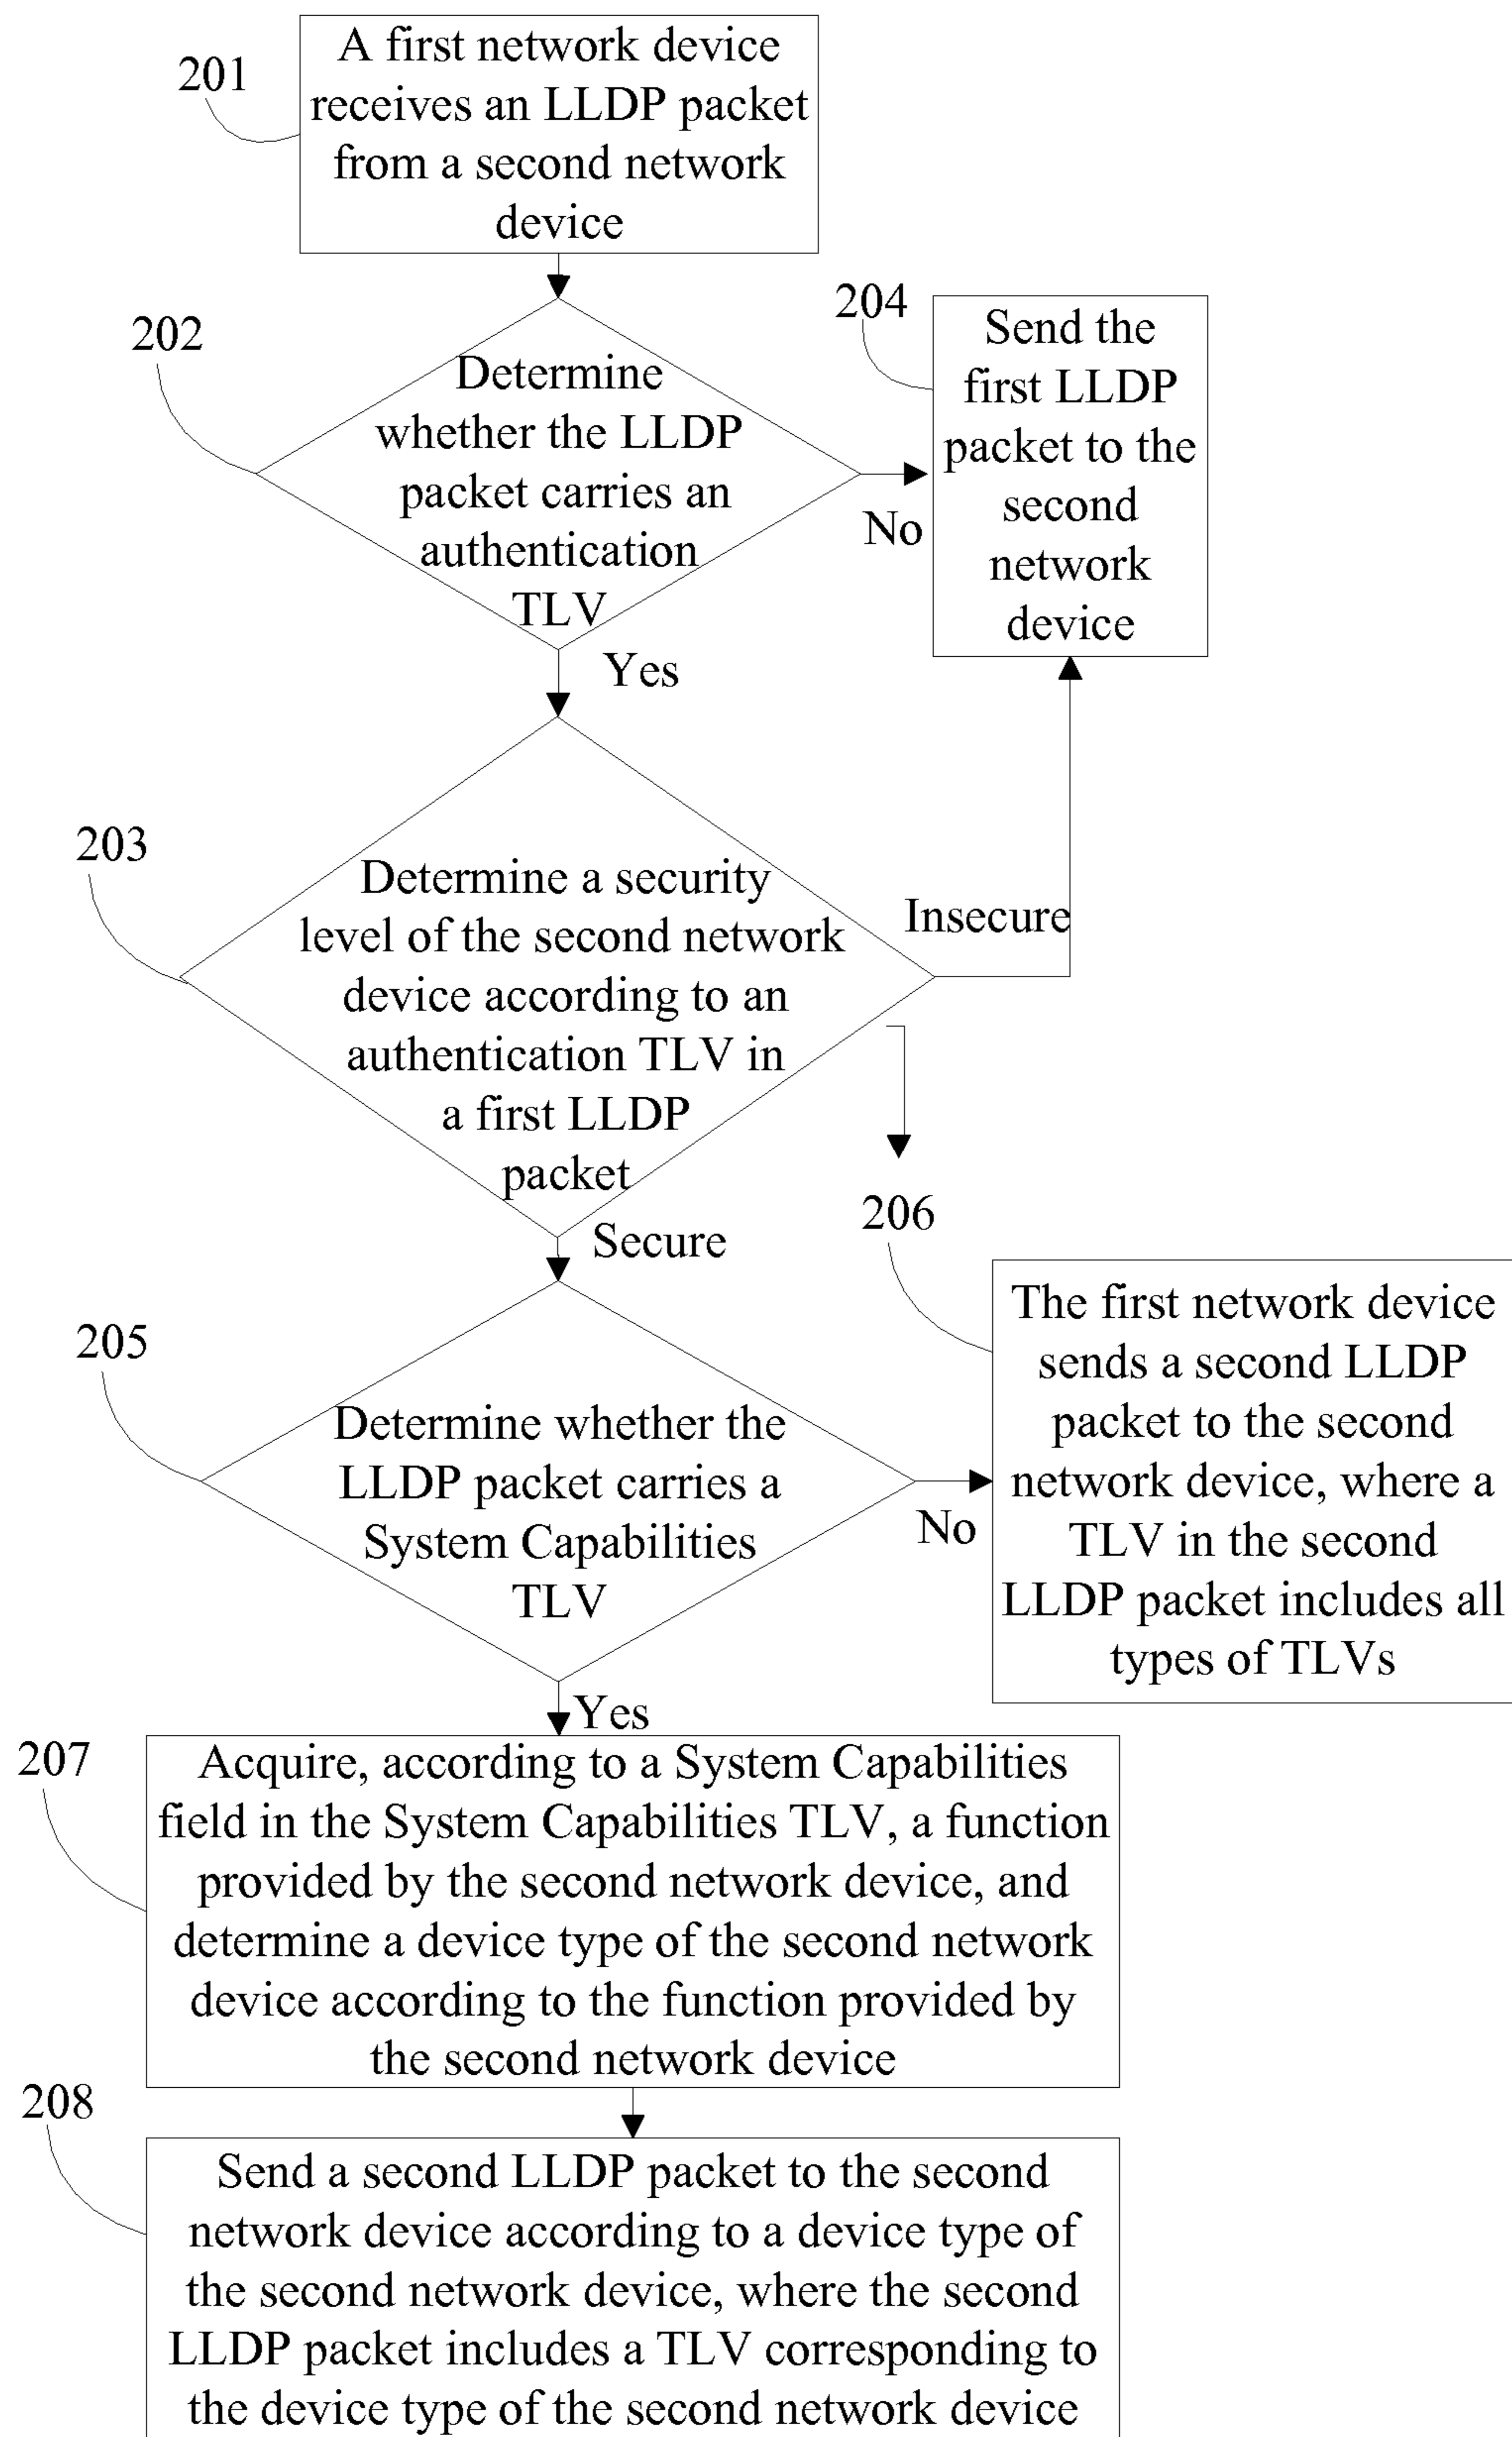 201
A first network device
receives an LLDP packet
from a second network
device
202
Determine
whether the LLDP
packet carries an
authentication
TLV
No
204
Send the
first LLDP
packet to the
second
network
device
Yes
203
Determine a security
level of the second network
device according to an
authentication TLV in
a first LLDP
packet
Insecure
Secure
205
Determine whether the
LLDP packet carries a
System Capabilities
TLV
No
206
The first network device
sends a second LLDP
packet to the second
network device, where a
TLV in the second
LLDP packet includes all
types of TLVs
Yes
207
Acquire, according to a System Capabilities
field in the System Capabilities TLV, a function
provided by the second network device, and
determine a device type of the second network
device according to the function provided by
the second network device
208
Send a second LLDP packet to the second
network device according to a device type of
the second network device, where the second
LLDP packet includes a TLV corresponding to
the device type of the second network device